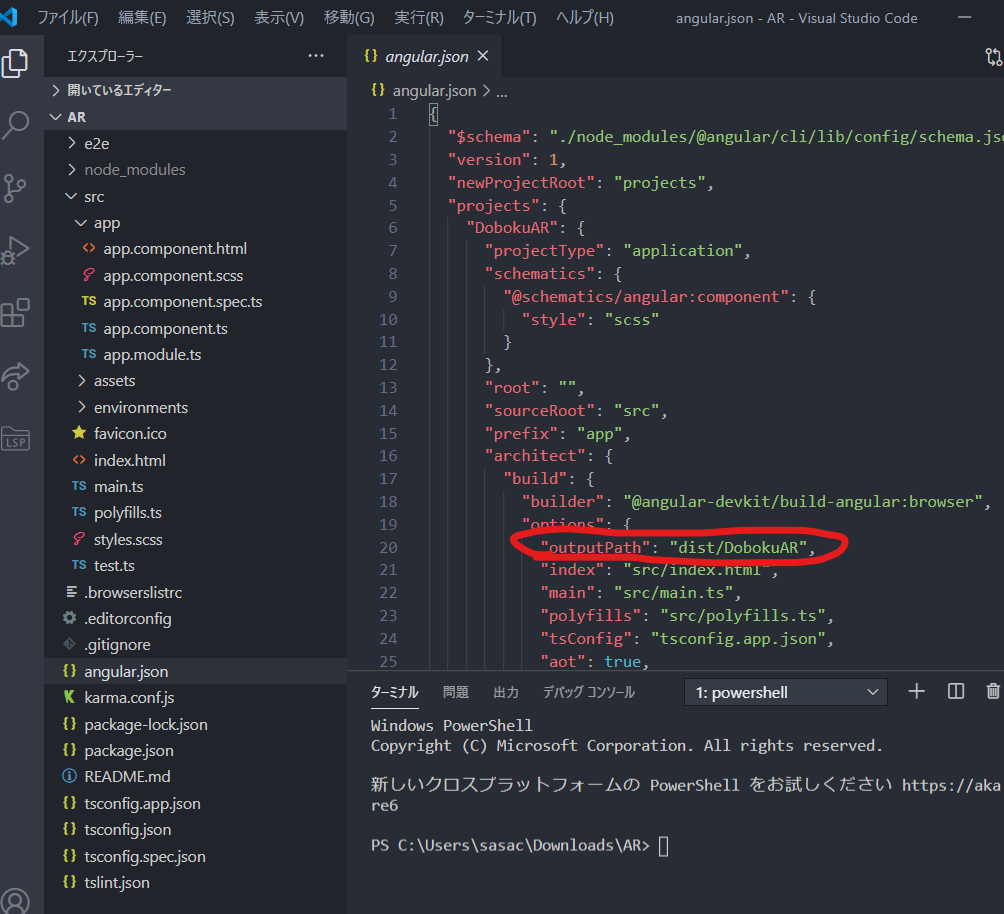 ファイル(F) 編集(E) 選択(S) 表示(V) 移動(G) 実行(R) ターミナル(T) ヘルプ(H) angular.json - AR - Visual Studio Code
エクスプローラー ···
開いているエディター
AR
e2e
node_modules
src
app
app.component.html
app.component.scss
TS app.component.spec.ts
TS app.component.ts
TS app.module.ts
assets
environments
favicon.ico
index.html
TS main.ts
TS polyfills.ts
styles.scss
TS test.ts
.browserslistrc
.editorconfig
.gitignore
{} angular.json
karma.conf.js
{} package-lock.json
{} package.json
README.md
{} tsconfig.app.json
{} tsconfig.json
{} tsconfig.spec.json
{} tslint.json
LSP
{} angular.json ×
{} angular.json > ...
1 {
2 "$schema": "./node_modules/@angular/cli/lib/config/schema.js
3 "version": 1,
4 "newProjectRoot": "projects",
5 "projects": {
6 "DobokuAR": {
7 "projectType": "application",
8 "schematics": {
9 "@schematics/angular:component": {
10 "style": "scss"
11 }
12 },
13 "root": "",
14 "sourceRoot": "src",
15 "prefix": "app",
16 "architect": {
17 "build": {
18 "builder": "@angular-devkit/build-angular:browser",
19 "options": {
20 "outputPath": "dist/DobokuAR",
21 "index": "src/index.html",
22 "main": "src/main.ts",
23 "polyfills": "src/polyfills.ts",
24 "tsConfig": "tsconfig.app.json",
25 "aot": true,
ターミナル 問題 出力 デバッグ コンソール 1: powershell
Windows PowerShell
Copyright (C) Microsoft Corporation. All rights reserved.
新しいクロスプラットフォームの PowerShell をお試しください https://aka
re6
PS C:\Users\sasac\Downloads\AR>